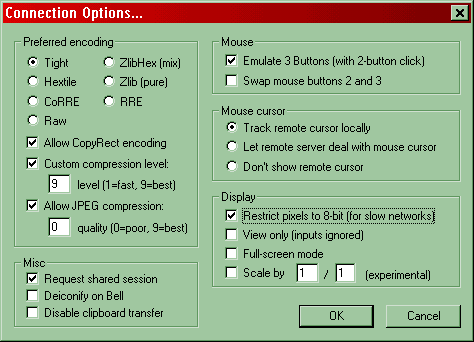 Connection Options...
Preferred encoding
Tight
ZlibHex (mix)
Hextile
Zlib (pure)
CoRRE
RRE
Raw
Allow CopyRect encoding
Custom compression level:
9 level (1=fast, 9=best)
Allow JPEG compression:
0 quality (0=poor, 9=best)
Misc
Request shared session
Deiconify on Bell
Disable clipboard transfer
Mouse
Emulate 3 Buttons (with 2-button click)
Swap mouse buttons 2 and 3
Mouse cursor
Track remote cursor locally
Let remote server deal with mouse cursor
Don't show remote cursor
Display
Restrict pixels to 8-bit (for slow networks)
View only (inputs ignored)
Full-screen mode
Scale by 1 / 1 (experimental)
OK
Cancel